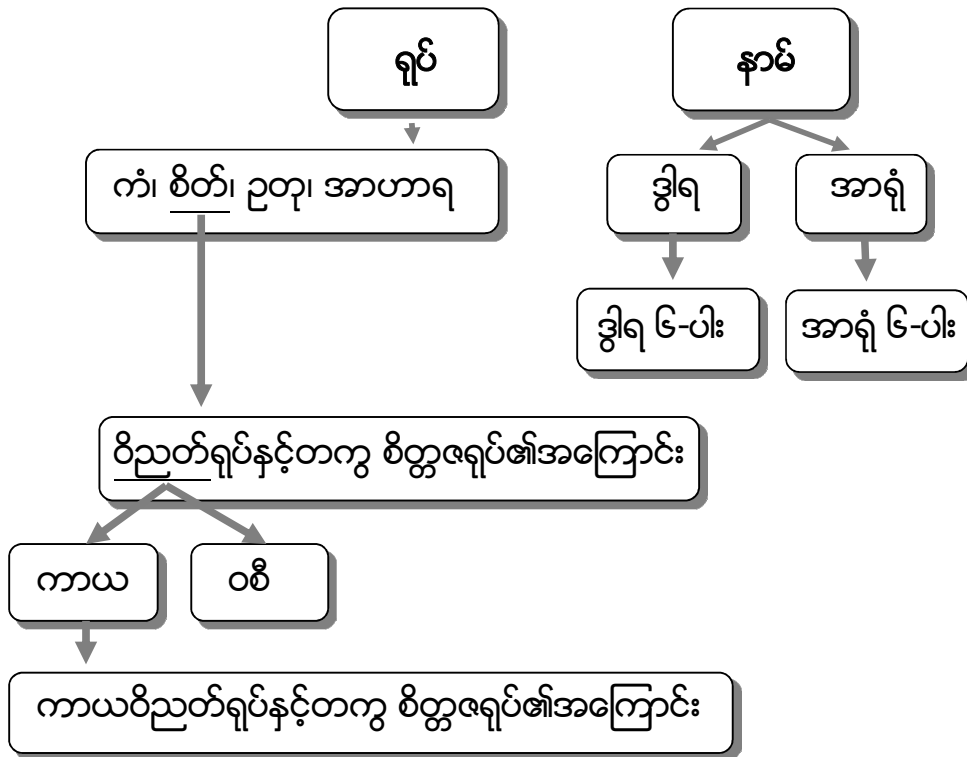 ရုပ်
နာမ်
ကံ၊ စိတ်၊ ဥတု၊ အာဟာရ
ဒွါရ
အာရုံ
ဒွါရ ၆-ပါး
အာရုံ ၆-ပါး
ဝိညတ်ရုပ်နှင့်တကွ စိတ္တဇရုပ်၏အကြောင်း
ကာယ
ဝစီ
ကာယဝိညတ်ရုပ်နှင့်တကွ စိတ္တဇရုပ်၏အကြောင်း